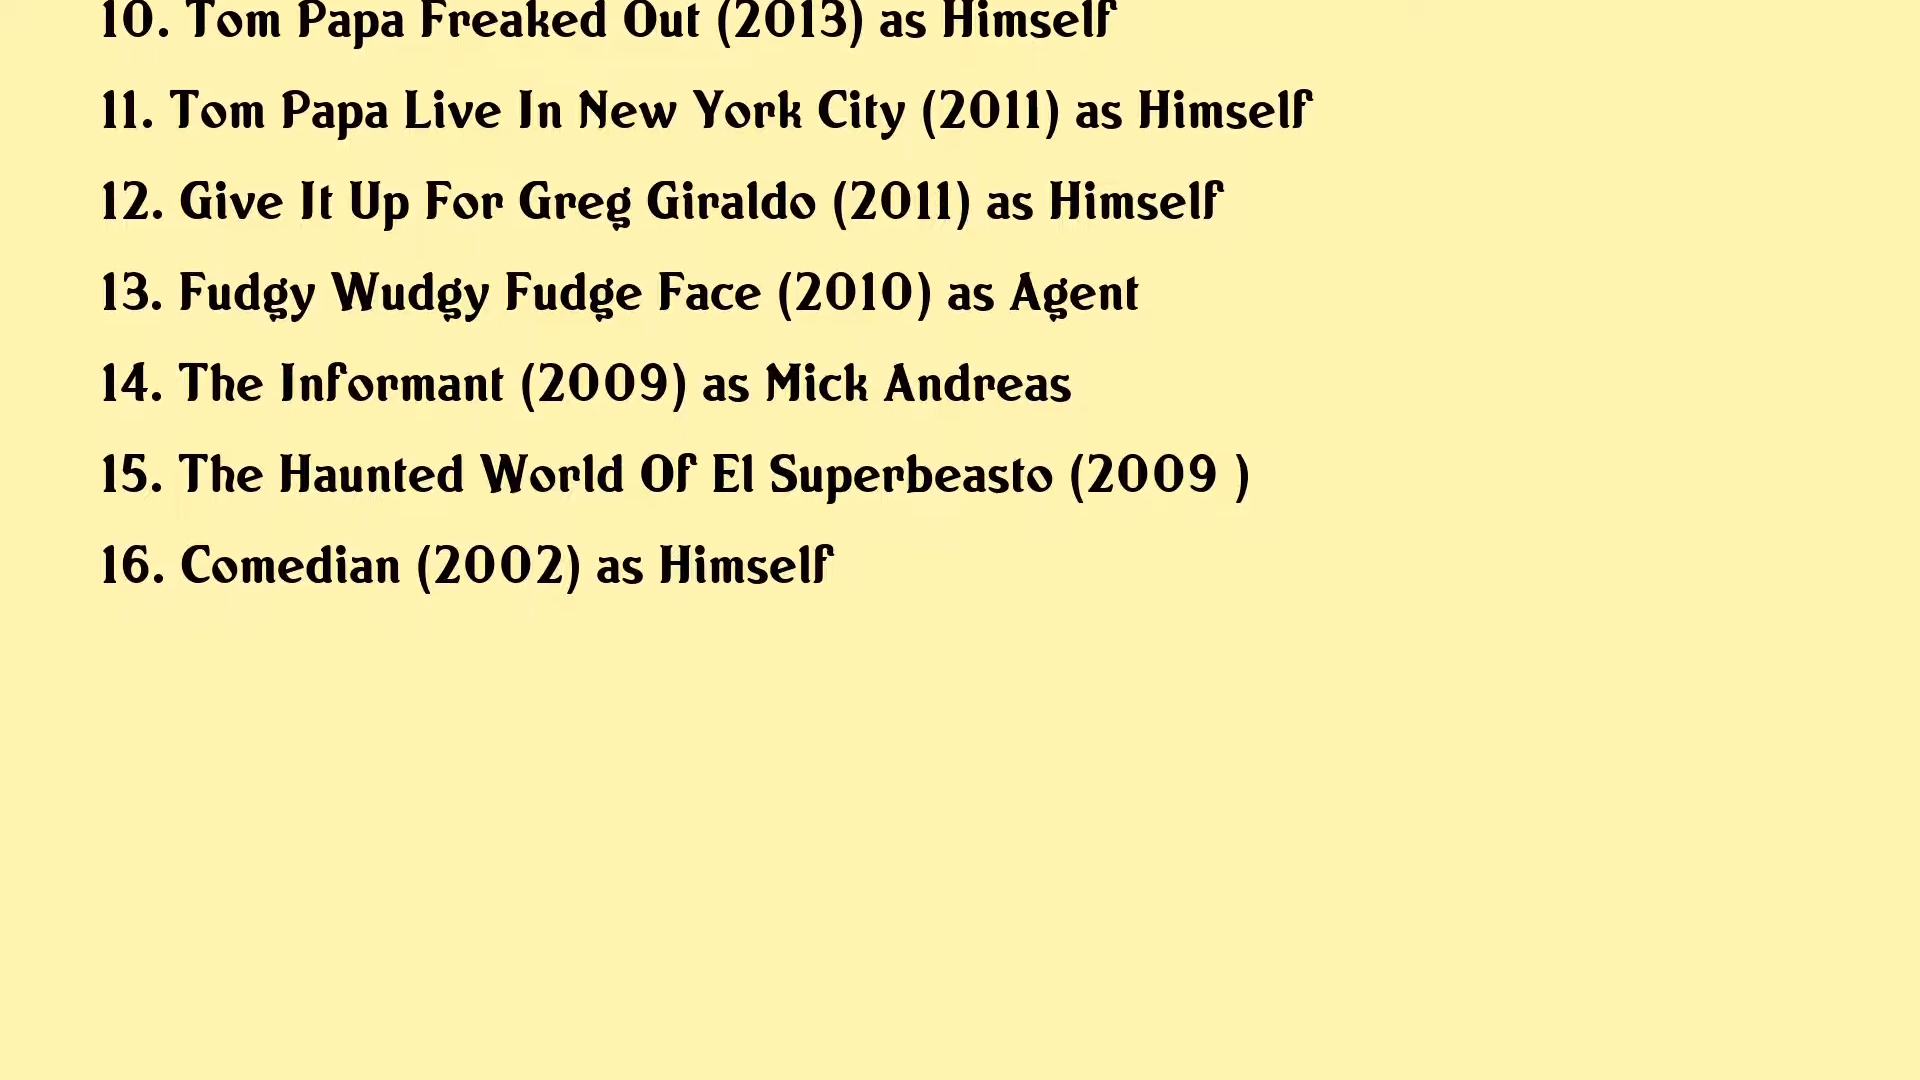 10. Tom Papa Freaked Out (2013) as Himself
11. Tom Papa Live In New York City (2011) as Himself
12. Give It Up For Greg Giraldo (2011) as Himself
13. Fudgy Wudgy Fudge Face (2010) as Agent
14. The Informant (2009) as Mick Andreas
15. The Haunted World Of El Superbeasto (2009 )
16. Comedian (2002) as Himself